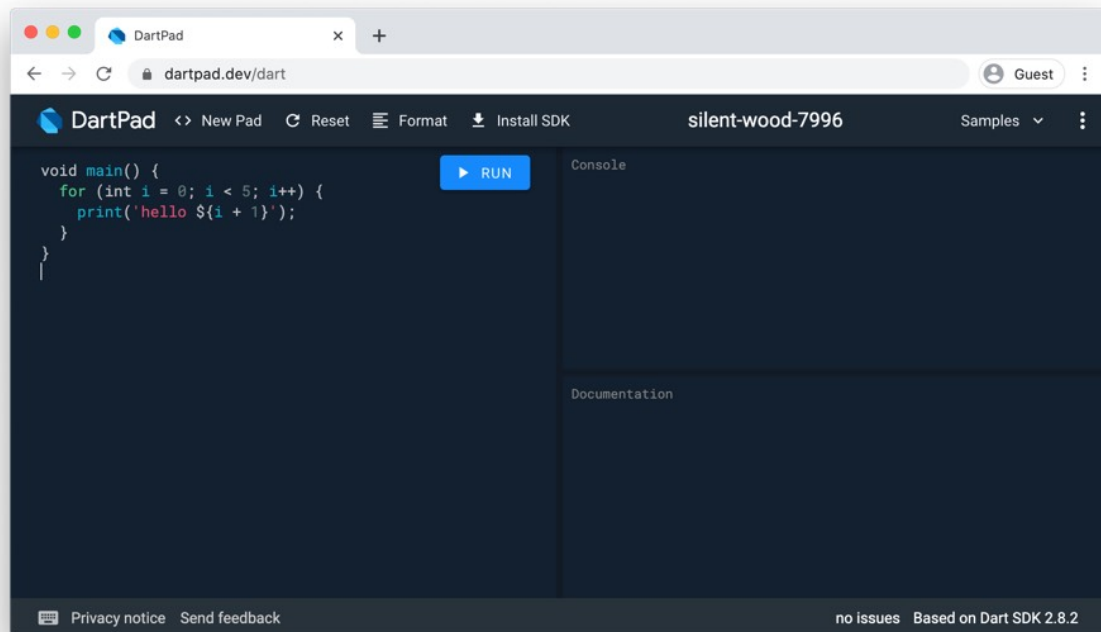 DartPad
dartpad.dev/dart
Guest
DartPad <> New Pad Reset Format Install SDK silent-wood-7996 Samples
void main() {
  for (int i = 0; i < 5; i++) {
    print('hello ${i + 1}');
  }
}
RUN
Console
Documentation
Privacy notice Send feedback no issues Based on Dart SDK 2.8.2